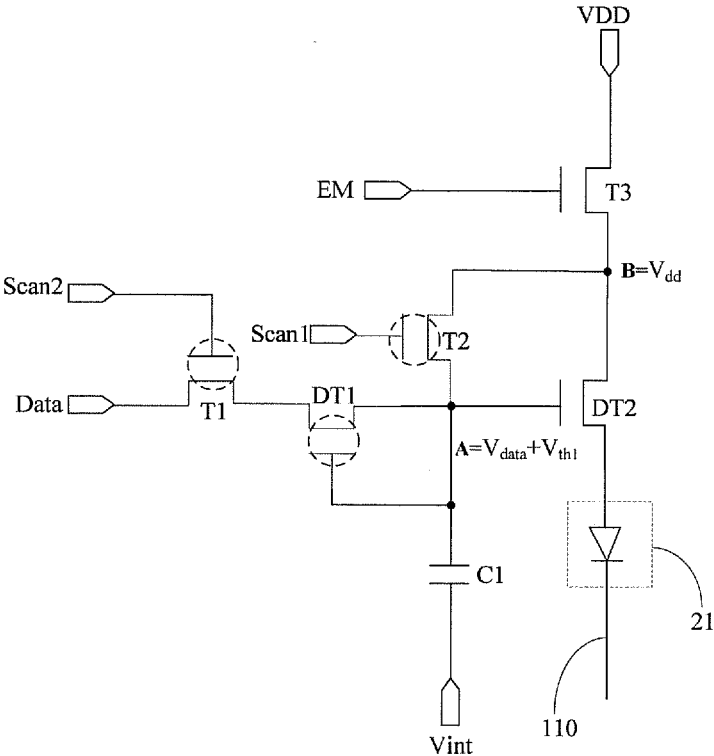 VDD
EM
T3
B=Vdd
Scan2
Scan1
T2
Data
T1
DT1
DT2
A=Vdata+Vth1
C1
21
110
Vint